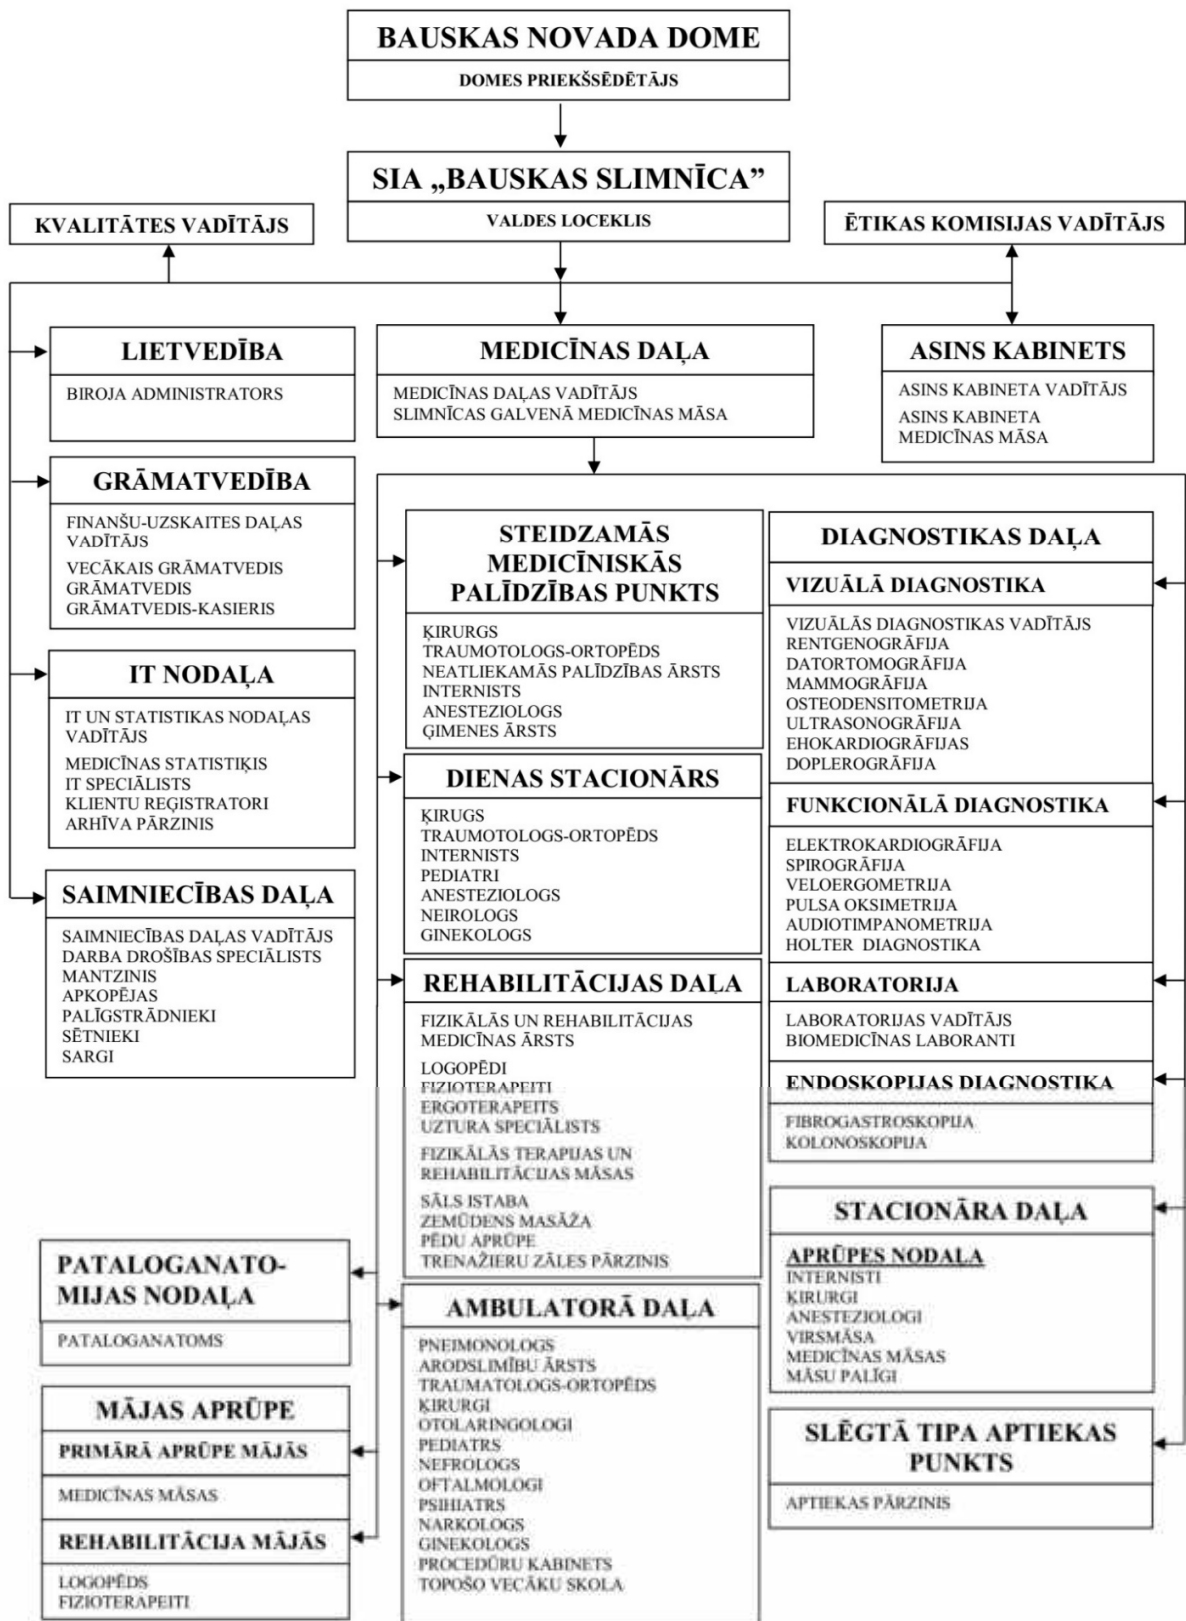 BAUSKAS NOVADA DOME
DOMES PRIEKŠSĒDĒTĀJS
SIA „BAUSKAS SLIMNĪCA”
VALDES LOCEKLIS
KVALITĀTES VADĪTĀJS
ĒTIKAS KOMISIJAS VADĪTĀJS
LIETVEDĪBA
BIROJA ADMINISTRATORS
MEDICĪNAS DAĻA
MEDICĪNAS DAĻAS VADĪTĀJS
SLIMNĪCAS GALVENĀ MEDICĪNAS MĀSA
ASINS KABINETS
ASINS KABINETA VADĪTĀJS
ASINS KABINETA
MEDICĪNAS MĀSA
GRĀMATVEDĪBA
FINANŠU-UZSKAITES DAĻAS
VADĪTĀJS
VECĀKAIS GRĀMATVEDIS
GRĀMATVEDIS
GRĀMATVEDIS-KASIERIS
IT NODAĻA
IT UN STATISTIKAS NODAĻAS
VADĪTĀJS
MEDICĪNAS STATISTIĶIS
IT SPECIĀLISTS
KLIENTU REĢISTRATORI
ARHĪVA PĀRZINIS
SAIMNIECĪBAS DAĻA
SAIMNIECĪBAS DAĻAS VADĪTĀJS
DARBA DROŠĪBAS SPECIĀLISTS
MANTZINIS
APKOPĒJAS
PALĪGSTRĀDNIEKI
SĒTNIEKI
SARGI
STEIDZAMĀS
MEDICĪNISKĀS
PALĪDZĪBAS PUNKTS
ĶIRURGS
TRAUMOTOLOGS-ORTOPĒDS
NEATLIEKAMĀS PALĪDZĪBAS ĀRSTS
INTERNISTS
ANESTEZIOLOGS
ĢIMENES ĀRSTS
DIENAS STACIONĀRS
ĶIRUGS
TRAUMOTOLOGS-ORTOPĒDS
INTERNISTS
PEDIATRI
ANESTEZIOLOGS
NEIROLOGS
GINEKOLOGS
REHABILITĀCIJAS DAĻA
FIZIKĀLĀS UN REHABILITĀCIJAS
MEDICĪNAS ĀRSTS
LOGOPĒDI
FIZIOTERAPEITI
ERGOTERAPEITS
UZTURA SPECIĀLISTS
FIZIKĀLĀS TERAPIJAS UN
REHABILITĀCIJAS MĀSAS
SĀLS ISTABA
ZEMŪDENS MASĀŽA
PĒDU APRŪPE
TRENAŽIERU ZĀLES PĀRZINIS
AMBULATORĀ DAĻA
PNEIMONOLOGS
ARODSLIMĪBU ĀRSTS
TRAUMATOLOGS-ORTOPĒDS
ĶIRURGI
OTOLARINGOLOGI
PEDIATRS
NEFROLOGS
OFTALMOLOGI
PSIHIATRS
NARKOLOGS
GINEKOLOGS
PROCEDŪRU KABINETS
TOPOŠO VECĀKU SKOLA
DIAGNOSTIKAS DAĻA
VIZUĀLĀ DIAGNOSTIKA
VIZUĀLĀS DIAGNOSTIKAS VADĪTĀJS
RENTGENOGRĀFIJA
DATORTOMOGRĀFIJA
MAMMOGRĀFIJA
OSTEODENSITOMETRIJA
ULTRASONOGRĀFIJA
EHOKARDIOGRĀFIJAS
DOPLEROGRĀFIJA
FUNKCIONĀLĀ DIAGNOSTIKA
ELEKTROKARDIOGRĀFIJA
SPIROGRĀFIJA
VELOERGOMETRIJA
PULSA OKSIMETRIJA
AUDIOTIMPANOMETRIJA
HOLTER DIAGNOSTIKA
LABORATORIJA
LABORATORIJAS VADĪTĀJS
BIOMEDICĪNAS LABORANTI
ENDOSKOPIJAS DIAGNOSTIKA
FIBROGASTROSKOPIJA
KOLONOSKOPIJA
STACIONĀRA DAĻA
APRŪPES NODAĻA
INTERNISTI
ĶIRURGI
ANESTEZIOLOGI
VIRSMĀSA
MEDICĪNAS MĀSAS
MĀSU PALĪGI
SLĒGTĀ TIPA APTIEKAS
PUNKTS
APTIEKAS PĀRZINIS
PATALOGANATO-
MIJAS NODAĻA
PATALOGANATOMS
MĀJAS APRŪPE
PRIMĀRĀ APRŪPE MĀJĀS
MEDICĪNAS MĀSAS
REHABILITĀCIJA MĀJĀS
LOGOPĒDS
FIZIOTERAPEITI